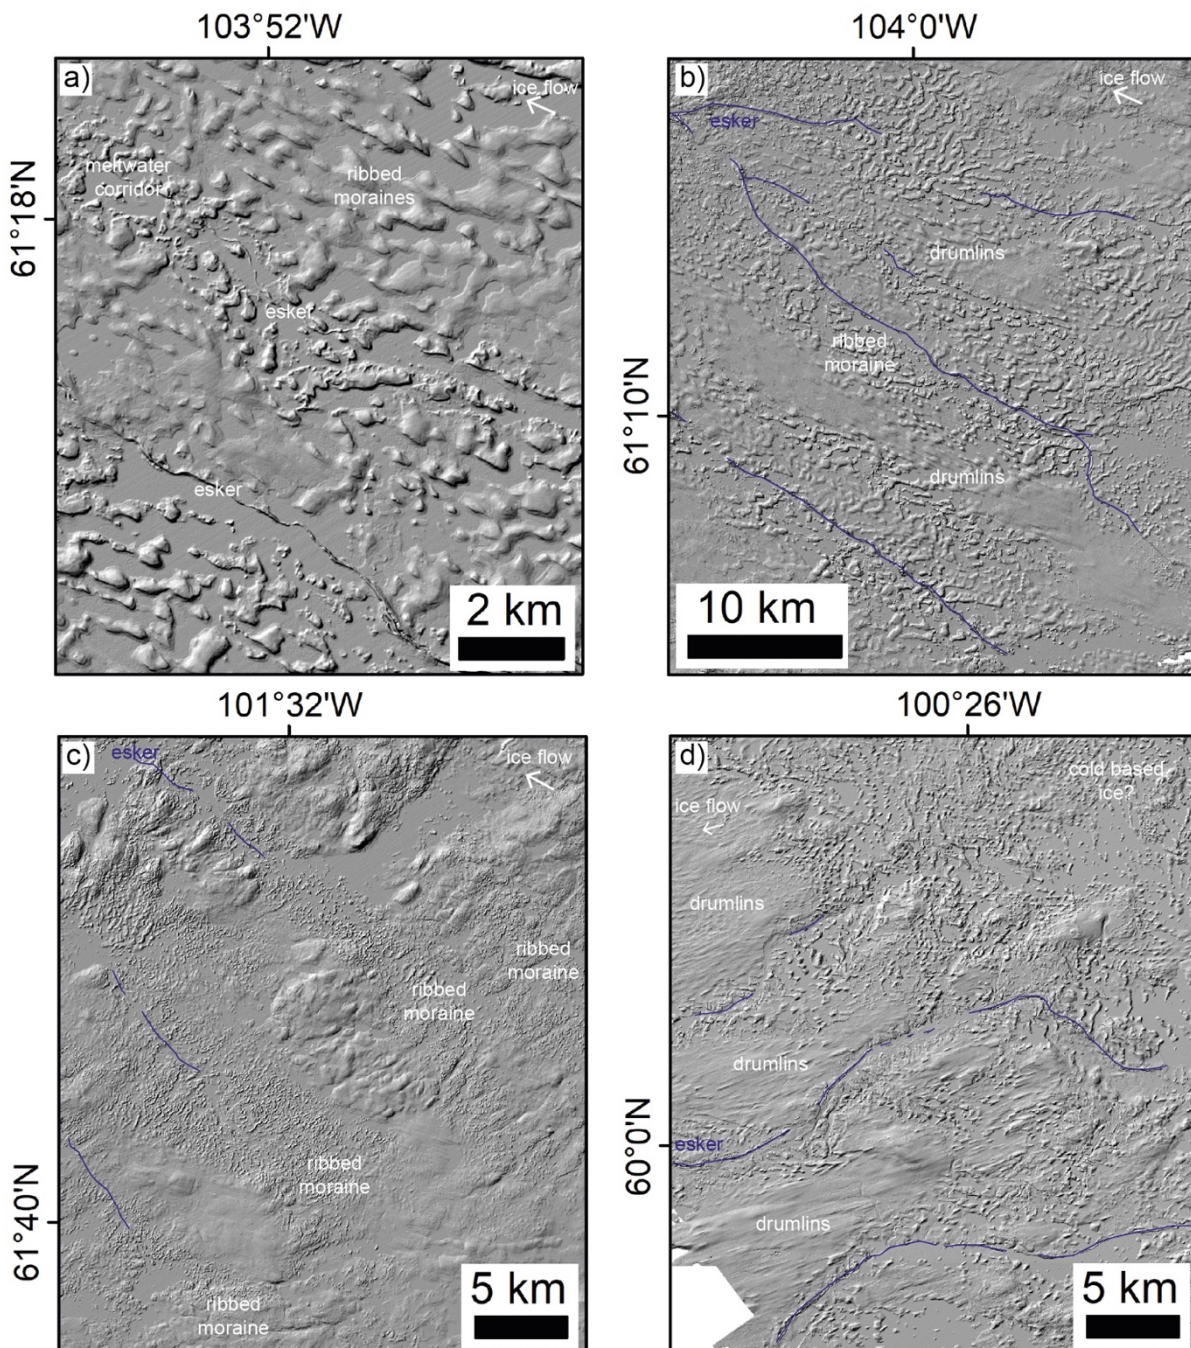 103°52'W
a)
ice flow
meltwater
corridor
ribbed
moraines
61°18'N
esker
esker
2 km
104°0'W
b)
ice flow
esker
drumlins
ribbed
moraine
61°10'N
drumlins
10 km
101°32'W
c)
esker
ice flow
ribbed
moraine
ribbed
moraine
ribbed
moraine
61°40'N
ribbed
moraine
5 km
100°26'W
d)
cold based
ice?
ice flow
drumlins
drumlins
60°0'N
esker
drumlins
5 km